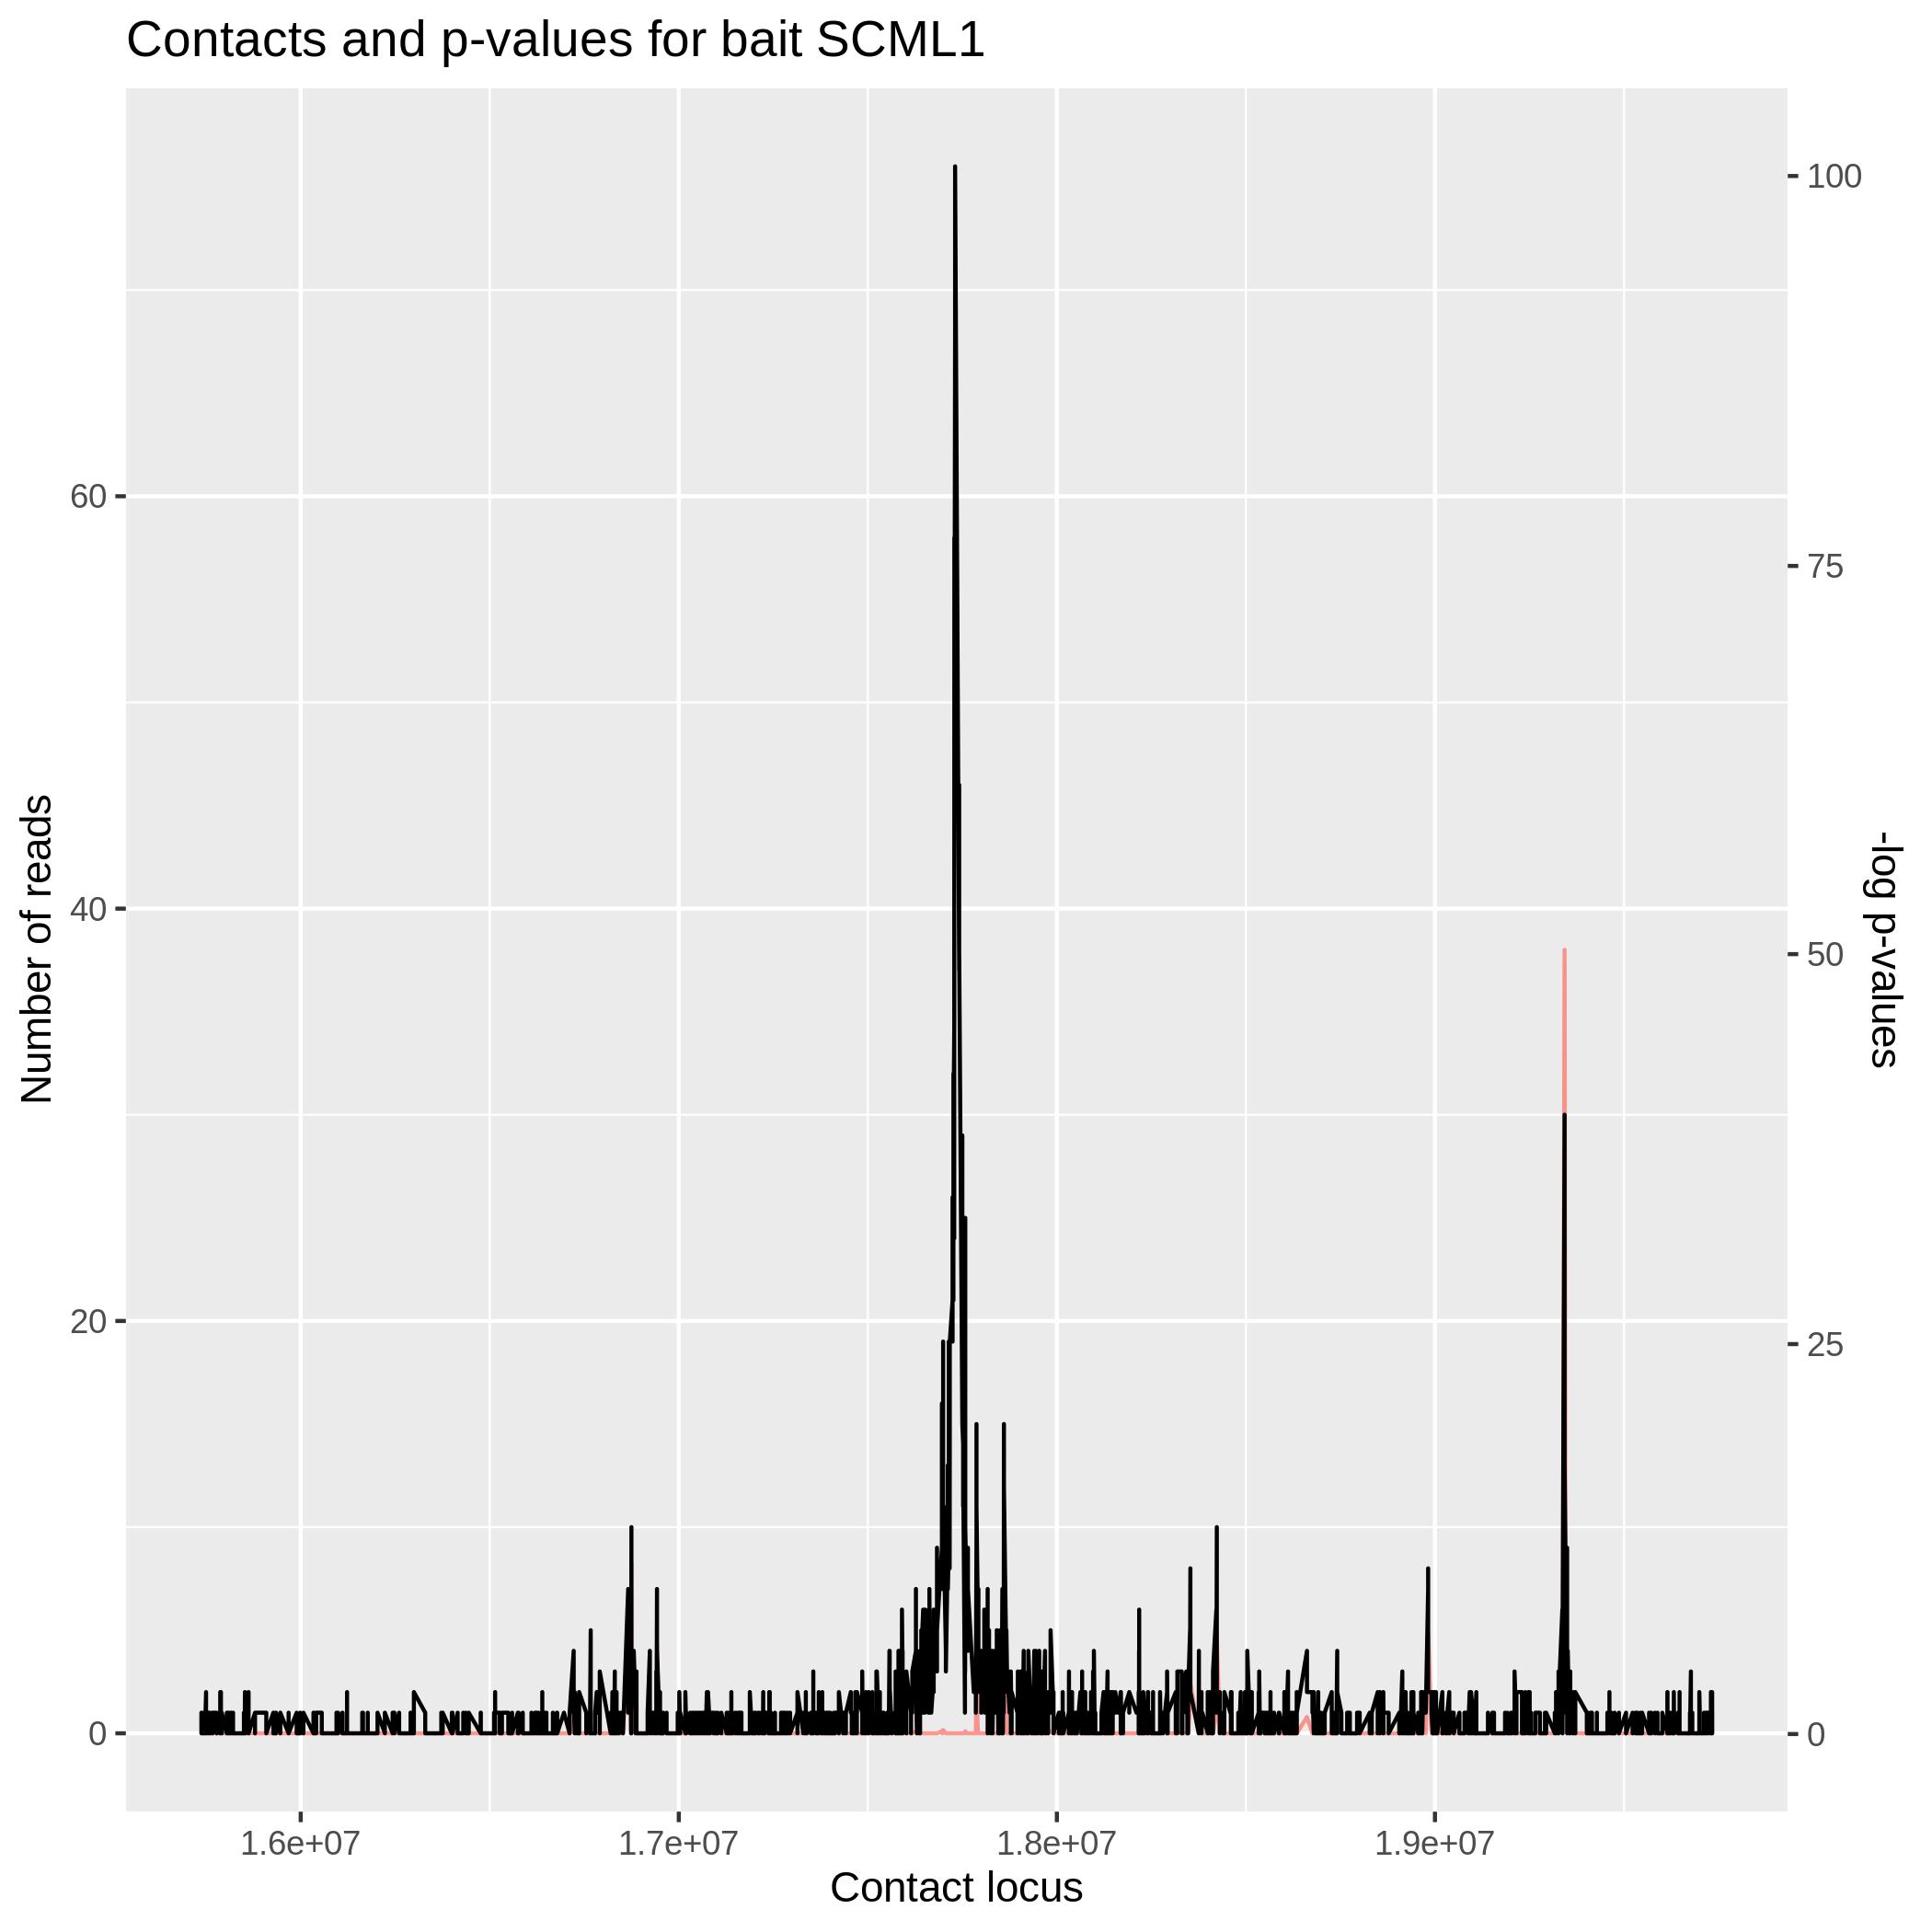 Contacts and p-values for bait SCML1
100
75
50
25
0
60
40
20
0
Number of reads
-log p-values
1.6e+07 1.7e+07 1.8e+07 1.9e+07
Contact locus